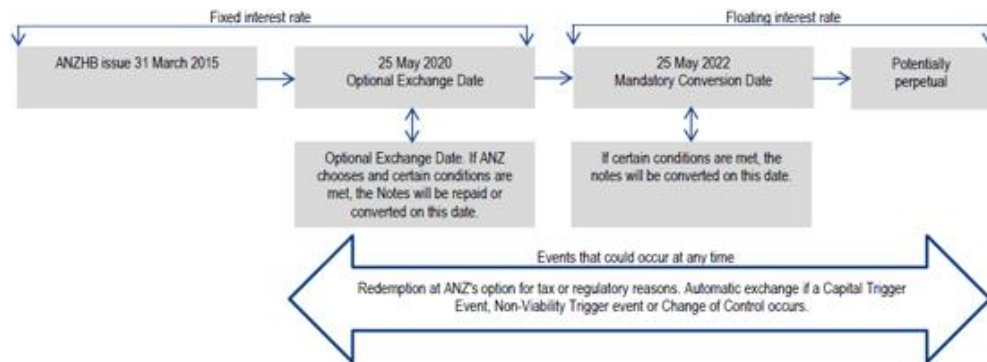 Fixed interest rate
Floating interest rate
ANZHB issue 31 March 2015
25 May 2020
Optional Exchange Date
25 May 2022
Mandatory Conversion Date
Potentially
perpetual
Optional Exchange Date. If ANZ
chooses and certain conditions are
met, the Notes will be repaid or
converted on this date.
If certain conditions are met, the
notes will be converted on this date.
Events that could occur at any time
Redemption at ANZ's option for tax or regulatory reasons. Automatic exchange if a Capital Trigger
Event, Non-Viability Trigger event or Change of Control occurs.